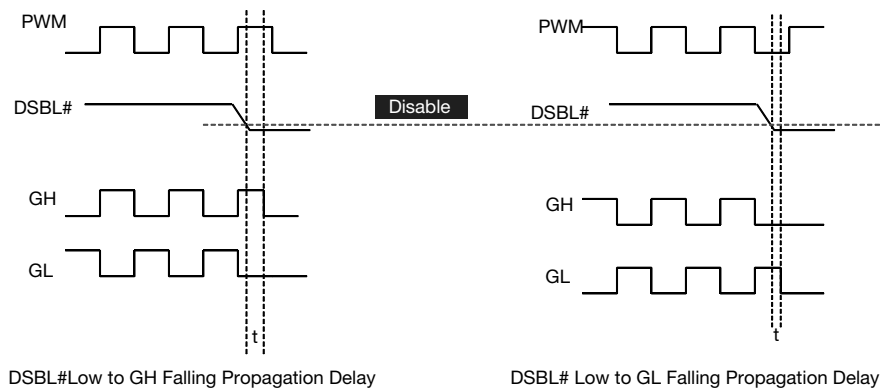 PWM
PWM
DSBL#
Disable
DSBL#
GH
GH
GL
GL
t
t
DSBL#Low to GH Falling Propagation Delay
DSBL# Low to GL Falling Propagation Delay